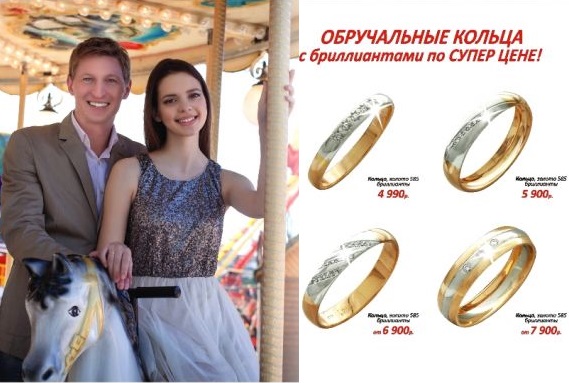 ОБРУЧАЛЬНЫЕ КОЛЬЦА
с бриллиантами по СУПЕР ЦЕНЕ!
Кольцо, золото 585
бриллианты
4 990р.
Кольцо, золото 585
бриллианты
5 900р.
Кольцо, золото 585
бриллианты
от 6 900р.
Кольцо, золото 585
бриллианты
от 7 900р.